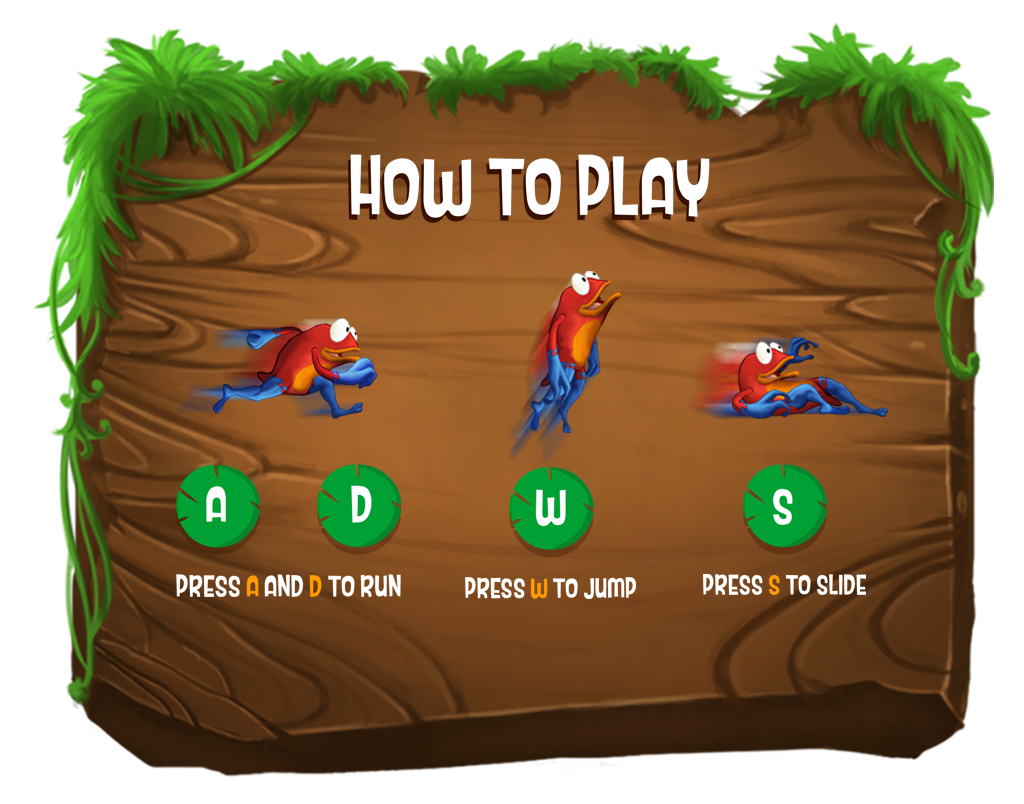 HOW TO PLAY
A
D
W
S
PRESS A AND D TO RUN
PRESS W TO JUMP
PRESS S TO SLIDE